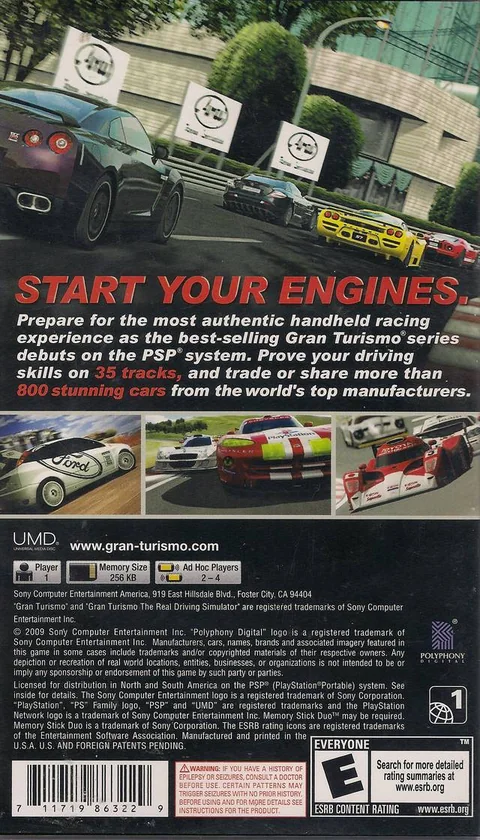 START YOUR ENGINES.
Prepare for the most authentic handheld racing
experience as the best-selling Gran Turismo® series
debuts on the PSP® system. Prove your driving
skills on 35 tracks, and trade or share more than
800 stunning cars from the world's top manufacturers.
Ford
PlayStation
UMD
UNIVERSAL MEDIA DISC
www.gran-turismo.com
Player
1
Memory Size
256 KB
Ad Hoc Players
2 – 4
Sony Computer Entertainment America, 919 East Hillsdale Blvd., Foster City, CA 94404
"Gran Turismo" and "Gran Turismo The Real Driving Simulator" are registered trademarks of Sony Computer
Entertainment Inc.
© 2009 Sony Computer Entertainment Inc. "Polyphony Digital" logo is a registered trademark of
Sony Computer Entertainment Inc. Manufacturers, cars, names, brands and associated imagery featured in
this game in some cases include trademarks and/or copyrighted materials of their respective owners. Any
depiction or recreation of real world locations, entities, businesses, or organizations is not intended to be or
imply any sponsorship or endorsement of this game by such party or parties.
Licensed for distribution in North and South America on the PSP® (PlayStation®Portable) system. See
inside for details. The Sony Computer Entertainment logo is a registered trademark of Sony Corporation.
"PlayStation", "PS" Family logo, "PSP" and "UMD" are registered trademarks and the PlayStation
Network logo is a trademark of Sony Computer Entertainment Inc. Memory Stick Duo™ may be required.
Memory Stick Duo is a trademark of Sony Corporation. The ESRB rating icons are registered trademarks
of the Entertainment Software Association. Manufactured and printed in the
U.S.A. U.S. AND FOREIGN PATENTS PENDING.
POLYPHONY
DIGITAL
1
7 11719 86322 9
WARNING: IF YOU HAVE A HISTORY OF
EPILEPSY OR SEIZURES, CONSULT A DOCTOR
BEFORE USE. CERTAIN PATTERNS MAY
TRIGGER SEIZURES WITH NO PRIOR HISTORY.
BEFORE USING AND FOR MORE DETAILS SEE
INSTRUCTIONS FOR THE PRODUCT.
EVERYONE
TM
E
Search for more detailed
rating summaries at
www.esrb.org
ESRB CONTENT RATING www.esrb.org